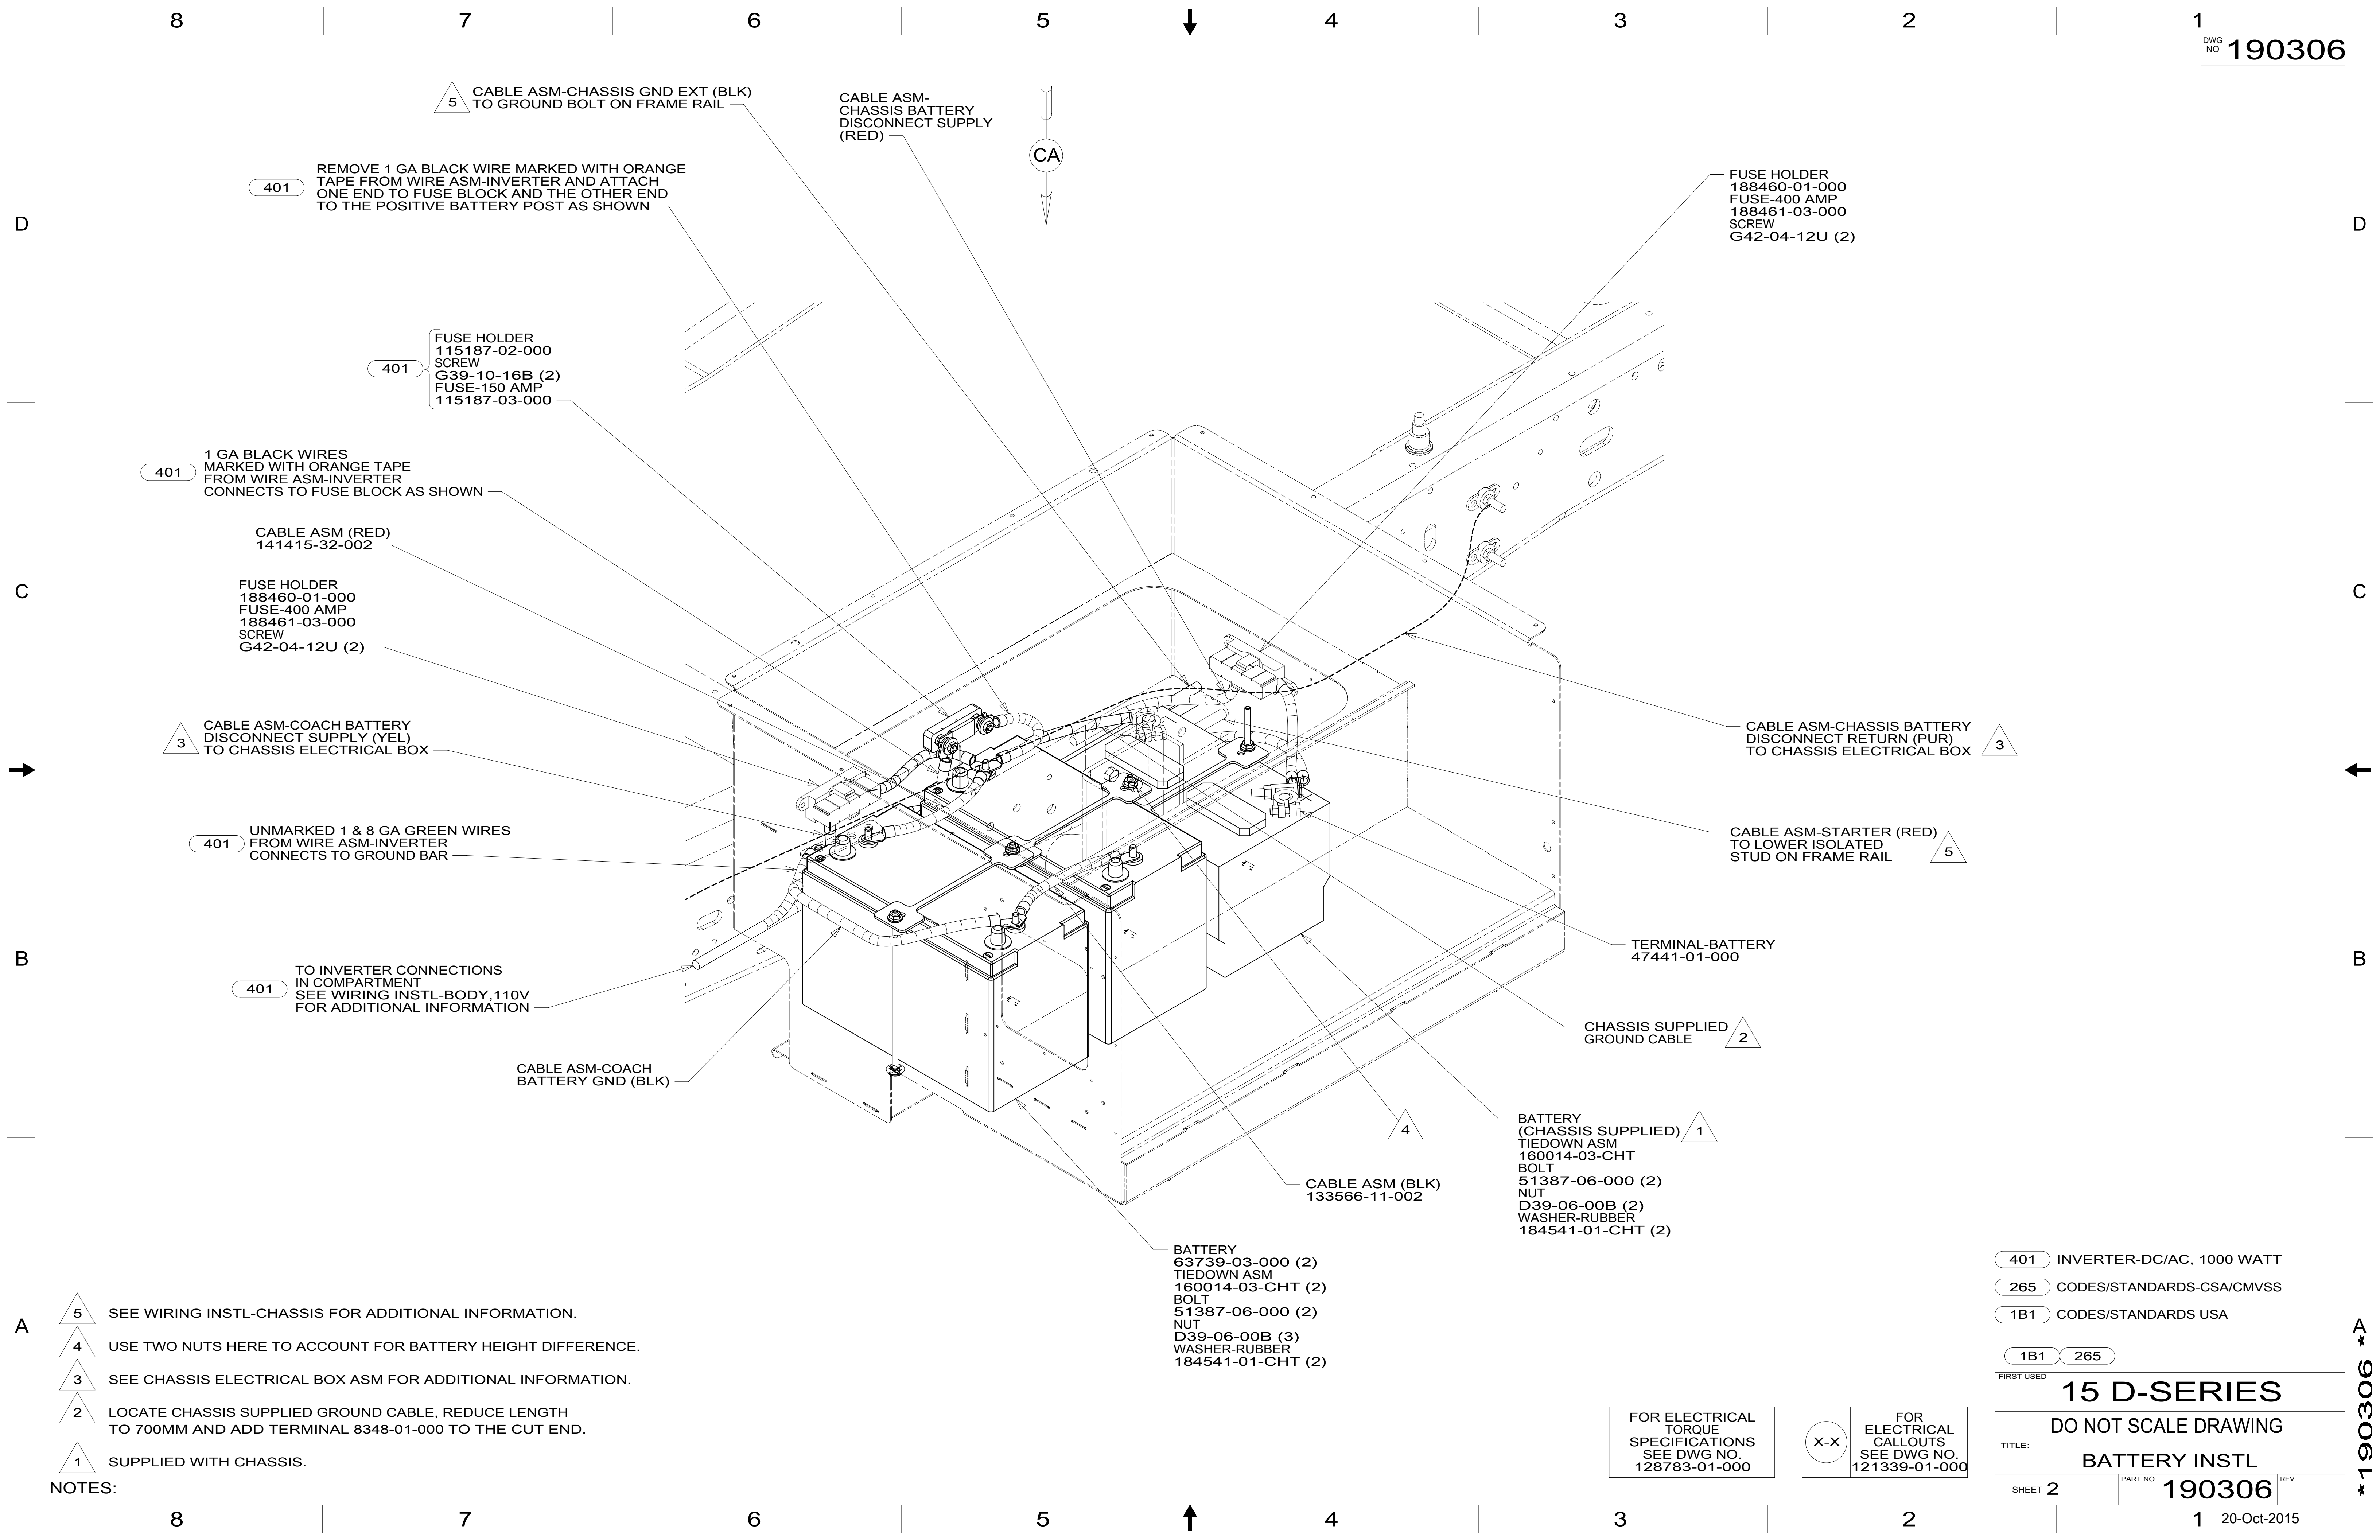 8 7 6 5 4 3 2 1
DWG NO 190306
5 CABLE ASM-CHASSIS GND EXT (BLK)
TO GROUND BOLT ON FRAME RAIL
CABLE ASM-
CHASSIS BATTERY
DISCONNECT SUPPLY
(RED)
CA
401 REMOVE 1 GA BLACK WIRE MARKED WITH ORANGE
TAPE FROM WIRE ASM-INVERTER AND ATTACH
ONE END TO FUSE BLOCK AND THE OTHER END
TO THE POSITIVE BATTERY POST AS SHOWN
FUSE HOLDER
188460-01-000
FUSE-400 AMP
188461-03-000
SCREW
G42-04-12U (2)
D D
401 FUSE HOLDER
115187-02-000
SCREW
G39-10-16B (2)
FUSE-150 AMP
115187-03-000
401 1 GA BLACK WIRES
MARKED WITH ORANGE TAPE
FROM WIRE ASM-INVERTER
CONNECTS TO FUSE BLOCK AS SHOWN
CABLE ASM (RED)
141415-32-002
C C
FUSE HOLDER
188460-01-000
FUSE-400 AMP
188461-03-000
SCREW
G42-04-12U (2)
3 CABLE ASM-COACH BATTERY
DISCONNECT SUPPLY (YEL)
TO CHASSIS ELECTRICAL BOX
CABLE ASM-CHASSIS BATTERY
DISCONNECT RETURN (PUR)
TO CHASSIS ELECTRICAL BOX 3
401 UNMARKED 1 & 8 GA GREEN WIRES
FROM WIRE ASM-INVERTER
CONNECTS TO GROUND BAR
CABLE ASM-STARTER (RED)
TO LOWER ISOLATED
STUD ON FRAME RAIL 5
B B
TERMINAL-BATTERY
47441-01-000
401 TO INVERTER CONNECTIONS
IN COMPARTMENT
SEE WIRING INSTL-BODY,110V
FOR ADDITIONAL INFORMATION
CHASSIS SUPPLIED
GROUND CABLE 2
CABLE ASM-COACH
BATTERY GND (BLK)
4
BATTERY
(CHASSIS SUPPLIED) 1
TIEDOWN ASM
160014-03-CHT
BOLT
51387-06-000 (2)
NUT
D39-06-00B (2)
WASHER-RUBBER
184541-01-CHT (2)
CABLE ASM (BLK)
133566-11-002
BATTERY
63739-03-000 (2)
TIEDOWN ASM
160014-03-CHT (2)
BOLT
51387-06-000 (2)
NUT
D39-06-00B (3)
WASHER-RUBBER
184541-01-CHT (2)
401 INVERTER-DC/AC, 1000 WATT
265 CODES/STANDARDS-CSA/CMVSS
1B1 CODES/STANDARDS USA
1B1 265
A A
5 SEE WIRING INSTL-CHASSIS FOR ADDITIONAL INFORMATION.
4 USE TWO NUTS HERE TO ACCOUNT FOR BATTERY HEIGHT DIFFERENCE.
3 SEE CHASSIS ELECTRICAL BOX ASM FOR ADDITIONAL INFORMATION.
2 LOCATE CHASSIS SUPPLIED GROUND CABLE, REDUCE LENGTH
TO 700MM AND ADD TERMINAL 8348-01-000 TO THE CUT END.
1 SUPPLIED WITH CHASSIS.
NOTES:
FOR ELECTRICAL
TORQUE
SPECIFICATIONS
SEE DWG NO.
128783-01-000
X-X
FOR
ELECTRICAL
CALLOUTS
SEE DWG NO.
121339-01-000
FIRST USED
15 D-SERIES
DO NOT SCALE DRAWING
TITLE:
BATTERY INSTL
SHEET 2
PART NO 190306 REV
*190306*
8 7 6 5 4 3 2 1
20-Oct-2015